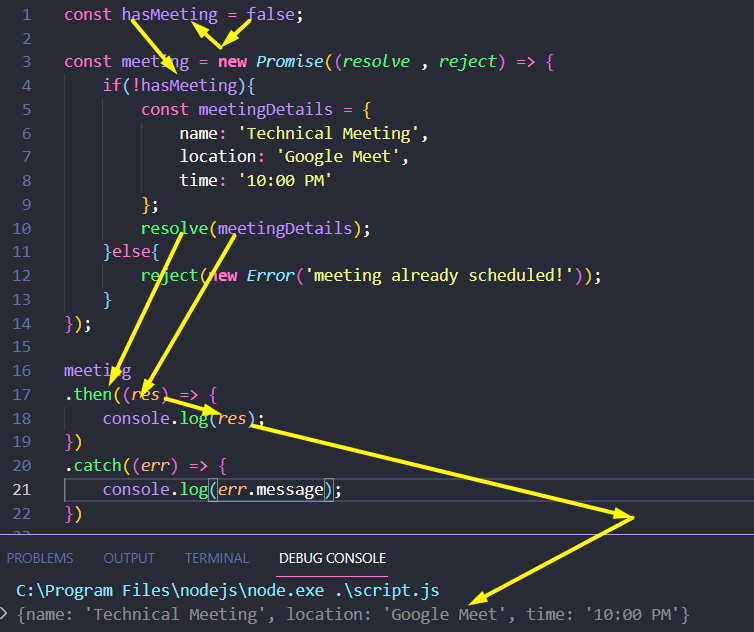 1 const hasMeeting = false;
2
3 const meeting = new Promise((resolve , reject) => {
4 if(!hasMeeting){
5 const meetingDetails = {
6 name: 'Technical Meeting',
7 location: 'Google Meet',
8 time: '10:00 PM'
9 };
10 resolve(meetingDetails);
11 }else{
12 reject(new Error('meeting already scheduled!'));
13 }
14 });
15
16 meeting
17 .then((res) => {
18 console.log(res);
19 })
20 .catch((err) => {
21 console.log(err.message);
22 })
23
PROBLEMS OUTPUT TERMINAL DEBUG CONSOLE
C:\Program Files\nodejs\node.exe .\script.js
> {name: 'Technical Meeting', location: 'Google Meet', time: '10:00 PM'}